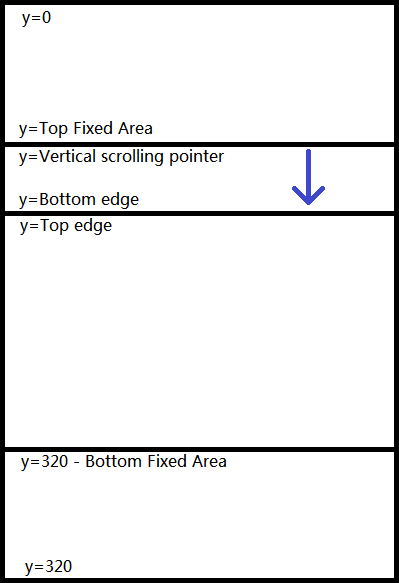 y=0
y=Top Fixed Area
y=Vertical scrolling pointer
y=Bottom edge
y=Top edge
y=320 - Bottom Fixed Area
y=320